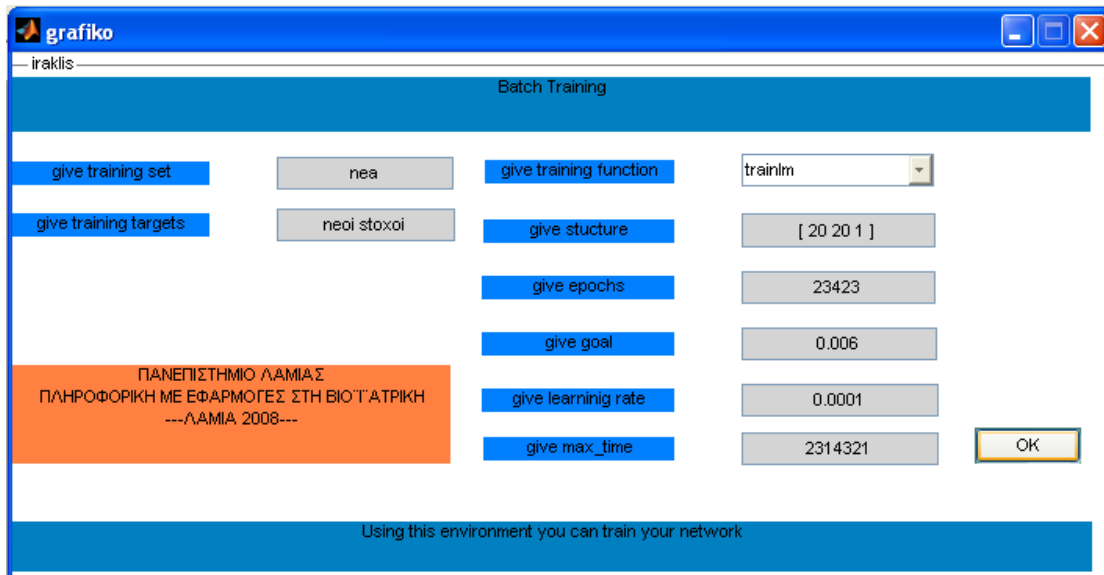 grafiko
iraklis
Batch Training
give training set
nea
give training function
trainlm
give training targets
neoi stoxoi
give stucture
[ 20 20 1 ]
give epochs
23423
give goal
0.006
ΠΑΝΕΠΙΣΤΗΜΙΟ ΛΑΜΙΑΣ
ΠΛΗΡΟΦΟΡΙΚΗ ΜΕ ΕΦΑΡΜΟΓΕΣ ΣΤΗ ΒΙΟΪΑΤΡΙΚΗ
---ΛΑΜΙΑ 2008---
give learninig rate
0.0001
give max_time
2314321
OK
Using this environment you can train your network